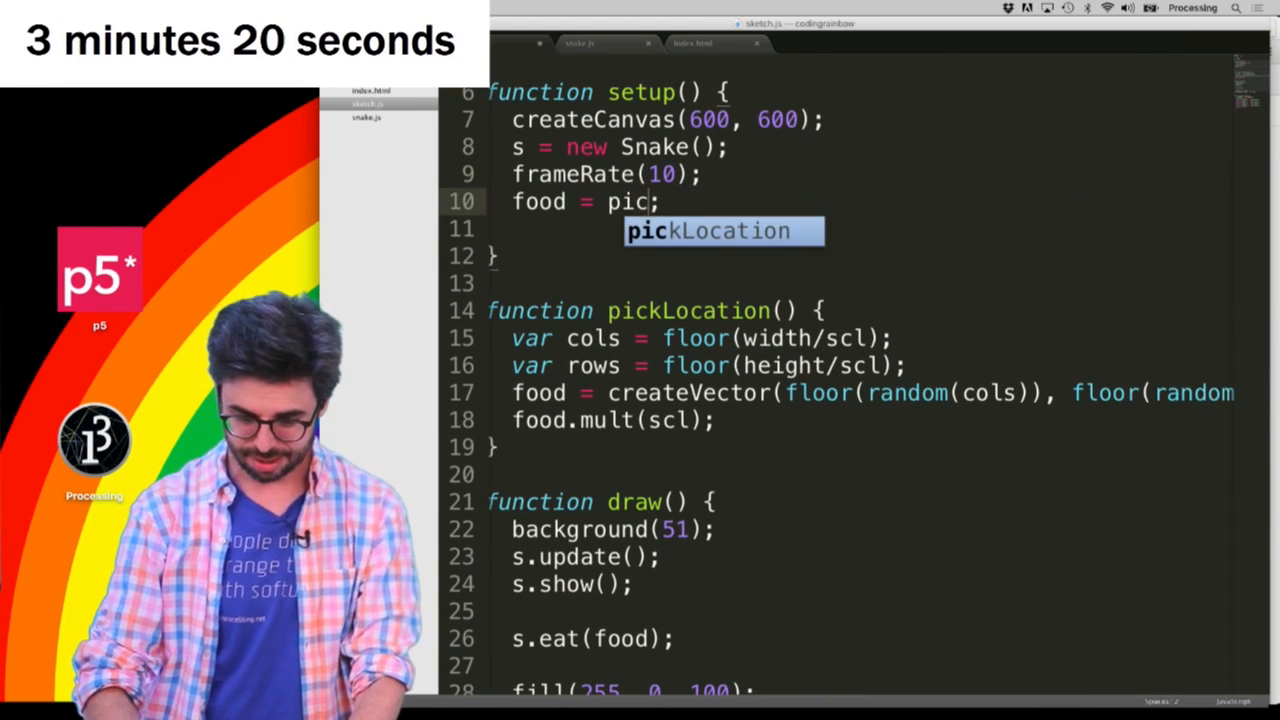 3 minutes 20 seconds
Processing
sketch.js — codingrainbow
snake.js
index.html
index.html
sketch.js
snake.js
6 function setup() {
7 createCanvas(600, 600);
8 s = new Snake();
9 frameRate(10);
10 food = pic;
pickLocation
11
12 }
13
14 function pickLocation() {
15 var cols = floor(width/scl);
16 var rows = floor(height/scl);
17 food = createVector(floor(random(cols)), floor(random
18 food.mult(scl);
19 }
20
21 function draw() {
22 background(51);
23 s.update();
24 s.show();
25
26 s.eat(food);
27
28 fill(255, 0, 100);
p5*
p5
Processing
Spaces: 2
JavaScript